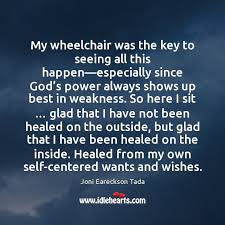 My wheelchair was the key to
seeing all this
happen—especially since
God's power always shows up
best in weakness. So here I sit
… glad that I have not been
healed on the outside, but glad
that I have been healed on the
inside. Healed from my own
self-centered wants and wishes.
Joni Eareckson Tada
www.idlehearts.com